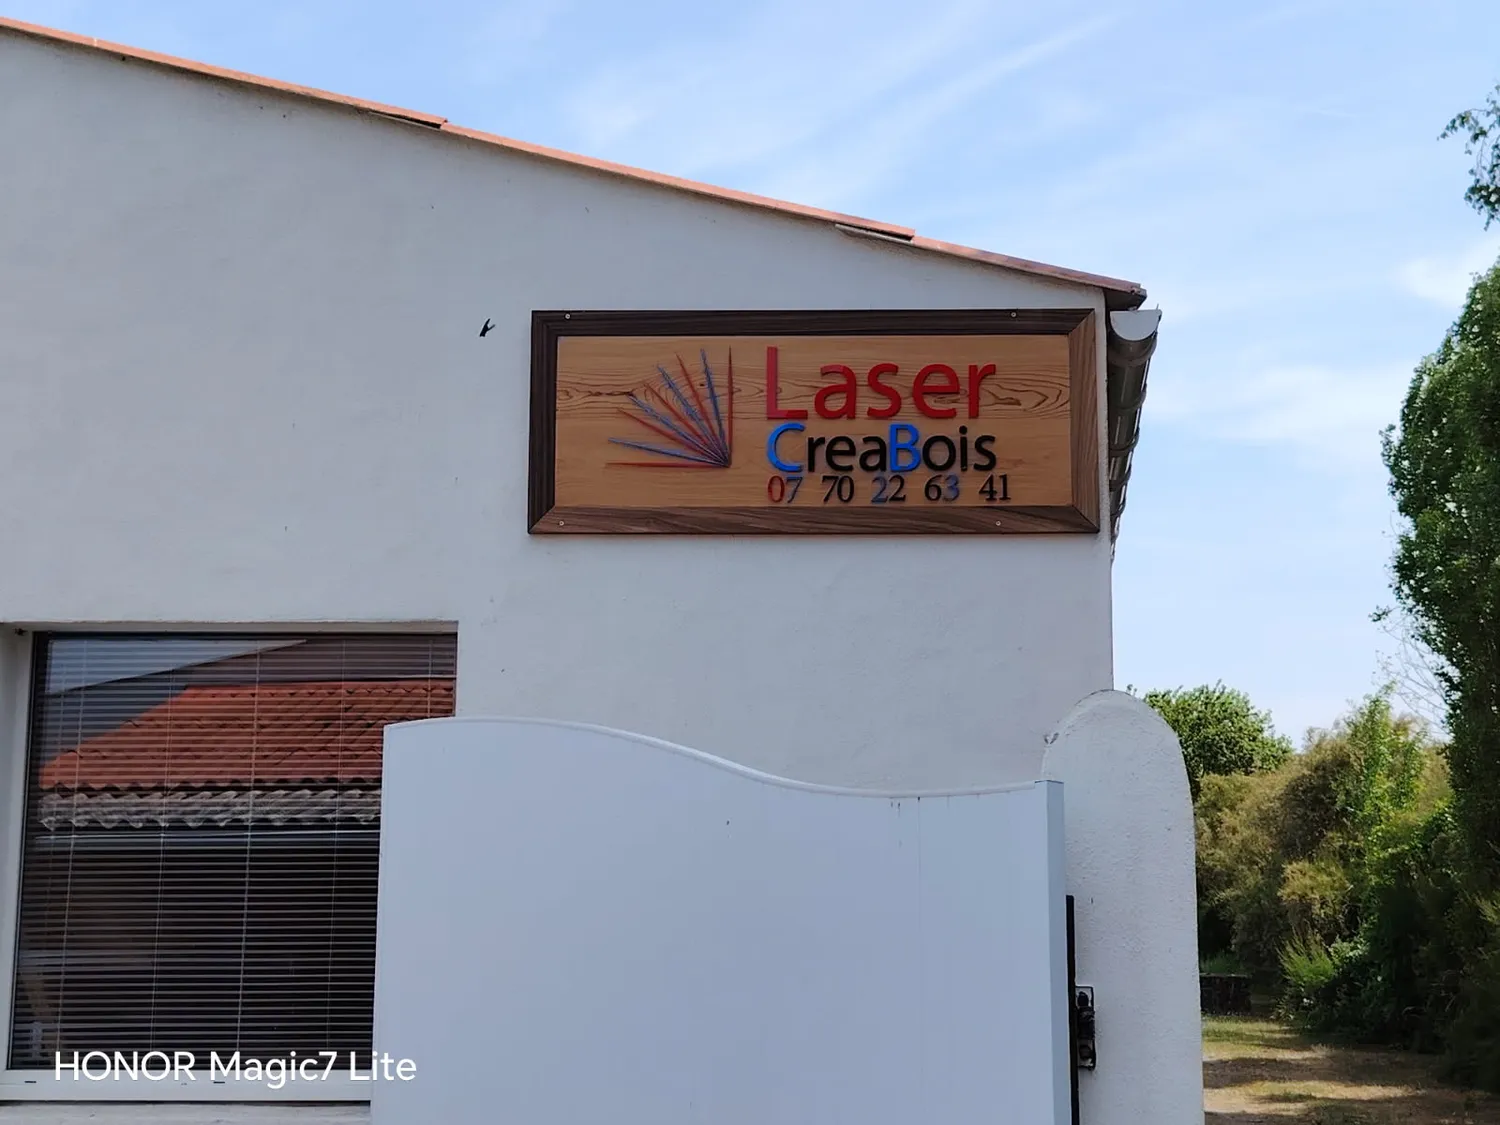 Laser
CreaBois
07 70 22 63 41
HONOR Magic7 Lite